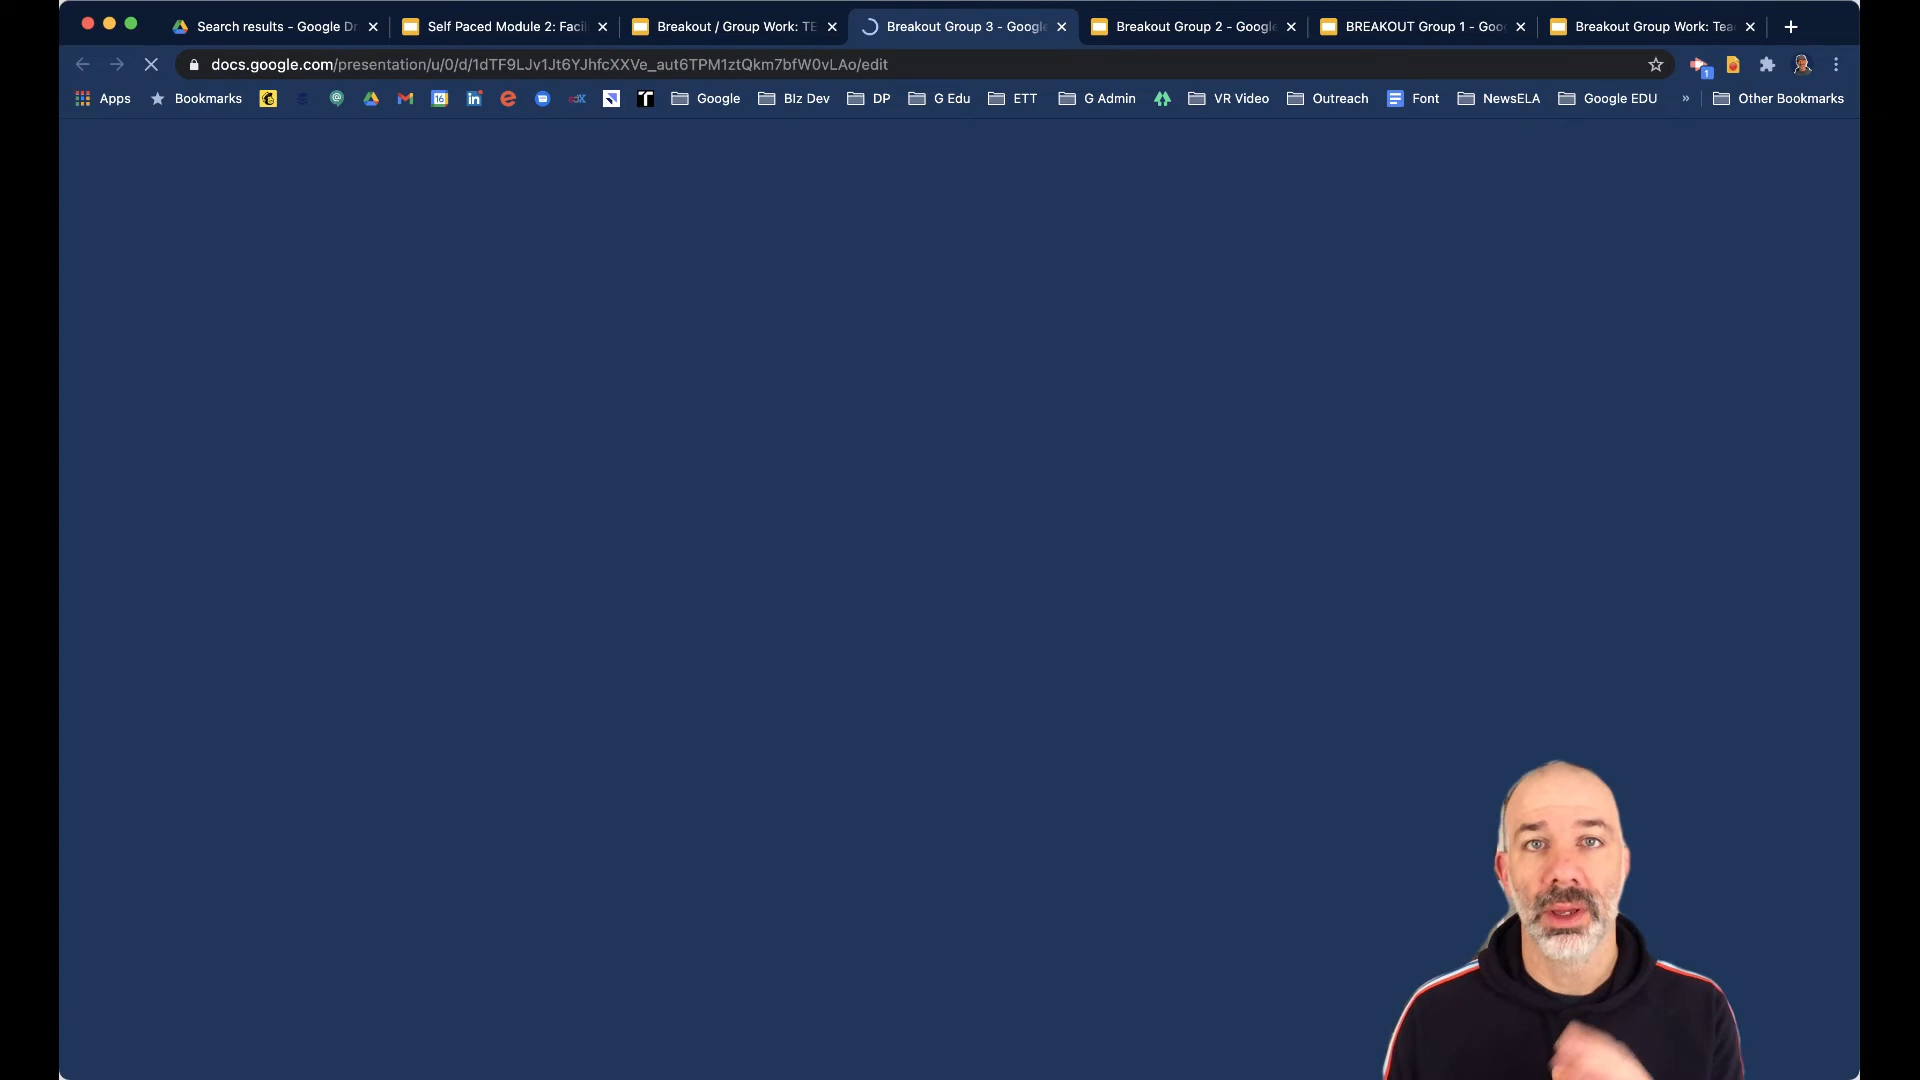 Search results - Google Dr
Self Paced Module 2: Facil
Breakout / Group Work: TE
Breakout Group 3 - Google
Breakout Group 2 - Google
BREAKOUT Group 1 - Goo
Breakout Group Work: Tea
docs.google.com/presentation/u/0/d/1dTF9LJv1Jt6YJhfcXXVe_aut6TPM1ztQkm7bfW0vLAo/edit
1
Apps
Bookmarks
16
Google
BIz Dev
DP
G Edu
ETT
G Admin
VR Video
Outreach
Font
NewsELA
Google EDU
»
Other Bookmarks